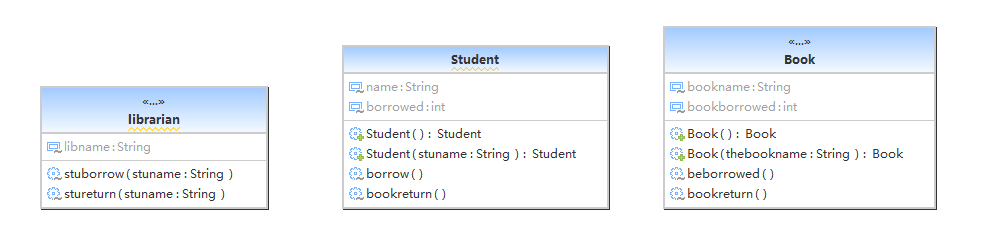 «...»
librarian
libname:String
stuborrow(stuname:String )
stureturn(stuname:String )
Student
name:String
borrowed:int
Student( ): Student
Student(stuname:String ): Student
borrow( )
bookreturn( )
«...»
Book
bookname:String
bookborrowed:int
Book( ): Book
Book(thebookname:String ): Book
beborrowed( )
bookreturn( )